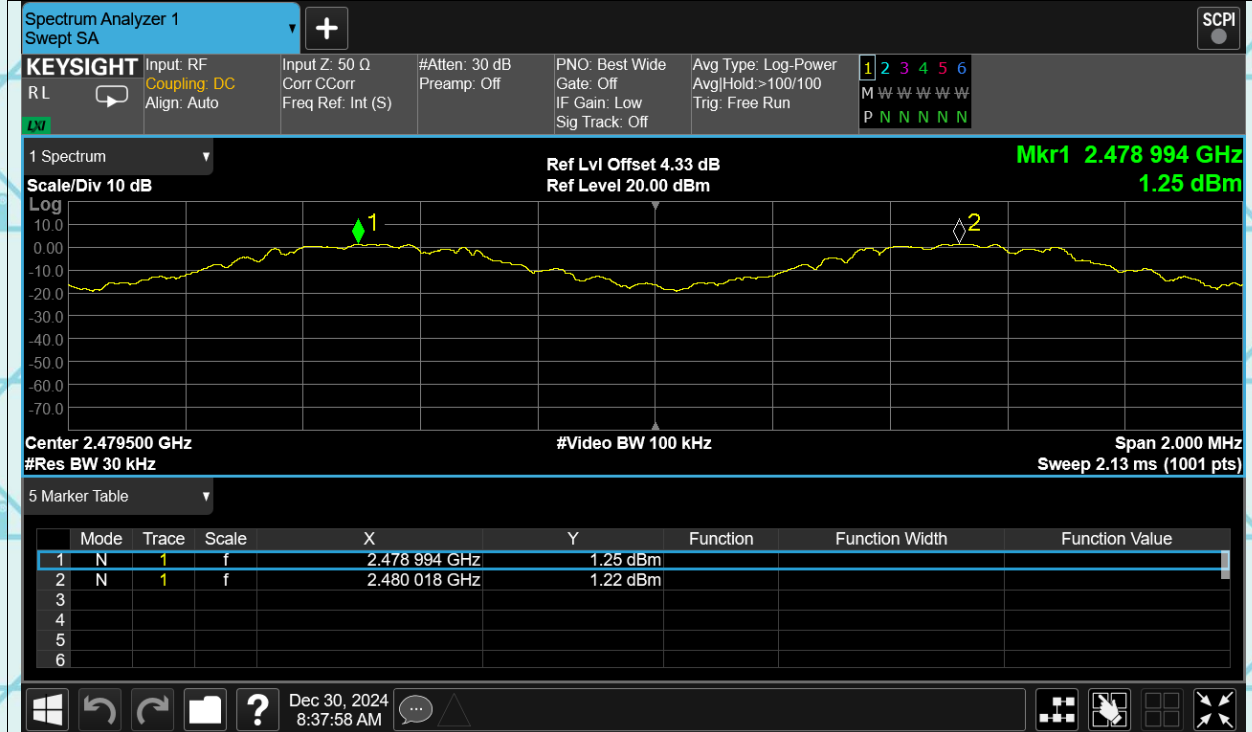 Spectrum Analyzer 1
Swept SA
+
SCPI
KEYSIGHT
RL
LXI
Input: RF
Coupling: DC
Align: Auto
Input Z: 50 Ω
Corr CCorr
Freq Ref: Int (S)
#Atten: 30 dB
Preamp: Off
PNO: Best Wide
Gate: Off
IF Gain: Low
Sig Track: Off
Avg Type: Log-Power
Avg|Hold:>100/100
Trig: Free Run
1 2 3 4 5 6
M W W W W W
P N N N N N
1 Spectrum
Scale/Div 10 dB
Ref Lvl Offset 4.33 dB
Ref Level 20.00 dBm
Mkr1 2.478 994 GHz
1.25 dBm
Log
10.0
0.00
-10.0
-20.0
-30.0
-40.0
-50.0
-60.0
-70.0
1
2
Center 2.479500 GHz
#Video BW 100 kHz
Span 2.000 MHz
#Res BW 30 kHz
Sweep 2.13 ms (1001 pts)
5 Marker Table
Mode Trace Scale X Y Function Function Width Function Value
1 N 1 f 2.478 994 GHz 1.25 dBm
2 N 1 f 2.480 018 GHz 1.22 dBm
3
4
5
6
?
Dec 30, 2024
8:37:58 AM